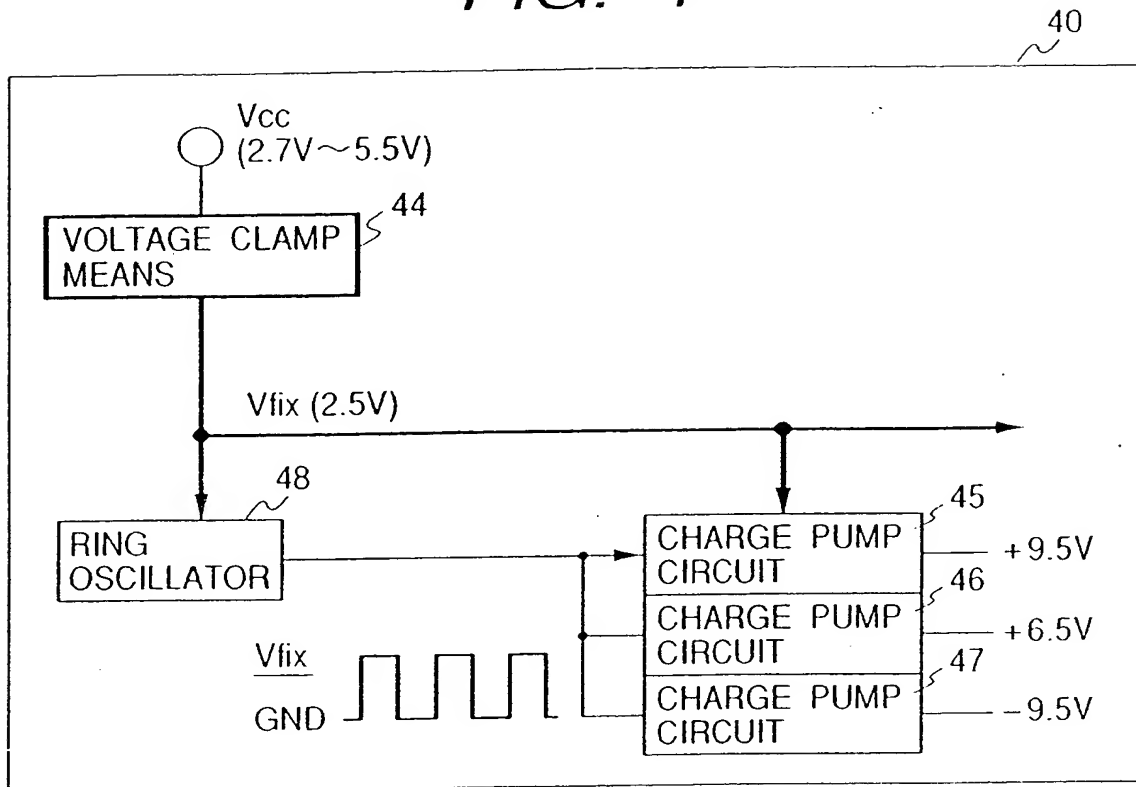 40
Vcc
(2.7V～5.5V)
44
VOLTAGE CLAMP
MEANS
Vfix (2.5V)
48
RING
OSCILLATOR
45
CHARGE PUMP
CIRCUIT
+9.5V
46
CHARGE PUMP
CIRCUIT
+6.5V
47
CHARGE PUMP
CIRCUIT
−9.5V
Vfix
GND